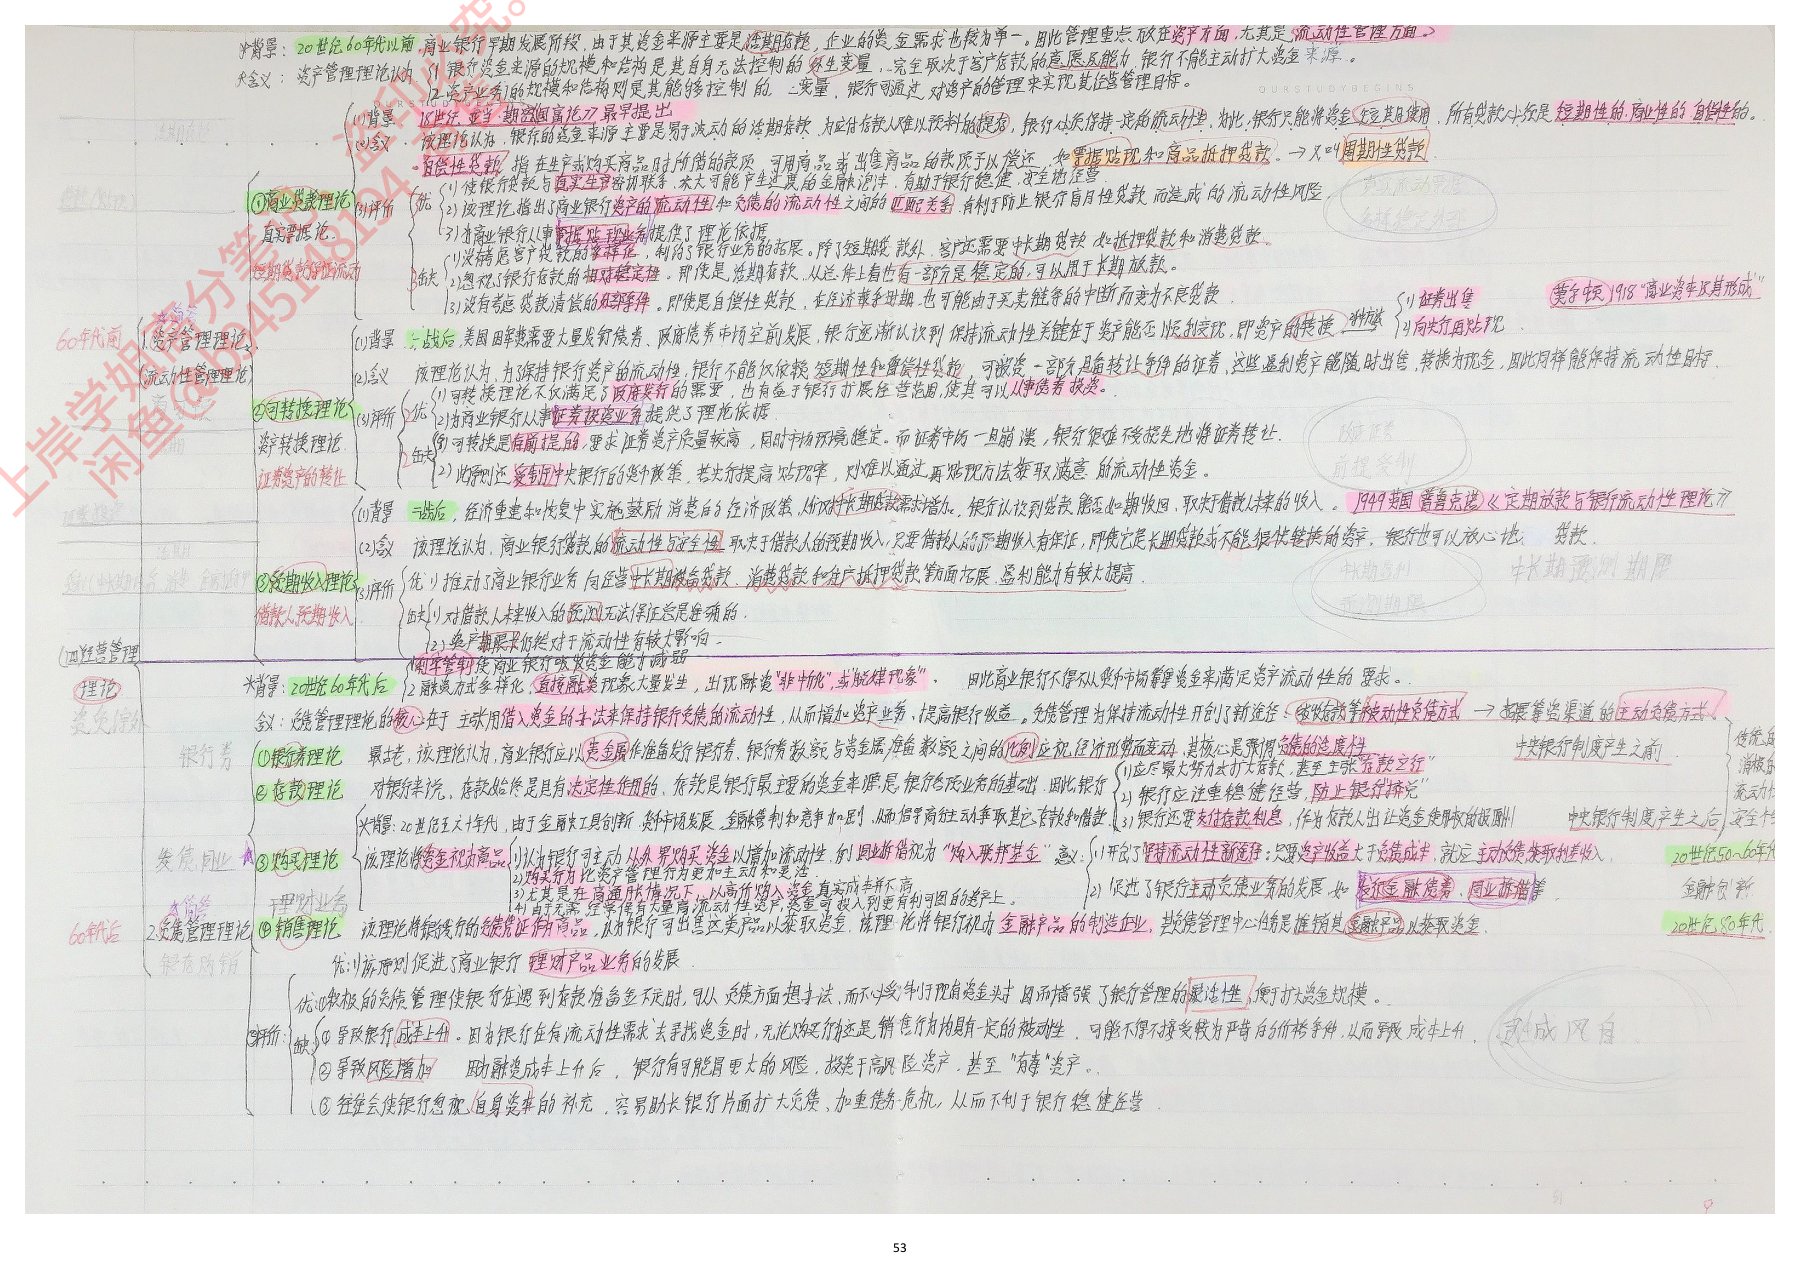 *背景：20世纪60年代以前，商业银行早期发展阶段，由于其资金来源主要是活期存款，企业的资金需求也较为单一。因此管理重点放在资产方面，尤其是流动性管理方面。
*含义：资产管理理论认为 (1.银行资金来源的规模和结构是其自身无法控制的外生变量，完全取决于客户存款的意愿及能力，银行不能主动扩大资金来源。
(2.资产业务的规模和结构则是其能够控制的变量，银行可通过对资产的管理来实现其经营管理目标。
OURSTUDYBEGINS
(1)背景 18世纪，亚当·斯密《国富论》最早提出
(2)含义 该理论认为，银行的资金来源主要是易于波动的活期存款，为应付存款人难以预料的提存，银行必须保持一定的流动性，为此，银行只能将资金短期使用，所有贷款必须是短期性的、商业性的、自偿性的。
自偿性贷款：指在生产或购买商品时所借的款项，可用商品或出售商品的款项予以偿还，如票据贴现和商品抵押贷款。→又叫周期性贷款
①商业贷款理论
真实票据论
短期贷款保证流动
(3)评价 优
1)使银行贷款与真实生产密切联系，不大可能产生过度的金融泡沫，有助于银行稳健、安全地经营
2)该理论指出了商业银行资产的流动性和负债的流动性之间的匹配关系，有利于防止银行盲目性贷款而造成的流动性风险
3)为商业银行从事票据贴现业务提供了理论依据
缺
1)没有考虑客户贷款的多样化，制约了银行业务的拓展。除了短期贷款外，客户还需要中长期贷款，如抵押贷款和消费贷款
2)忽视了银行存款的相对稳定性。即使是活期存款，从总体上看也有一部分是稳定的，可以用于长期放款。
3)没有考虑贷款清偿的外部条件。即使是自偿性贷款，在经济萧条时期，也可能由于买卖链条的中断而变为不良贷款
60年代前
1.资产管理理论
(流动性管理理论)
(1)背景 一战后，美国因军费需要大量发行债券，政府债券市场空前发展，银行逐渐认识到保持流动性关键在于资产能否以迅速变现，即资产的转换
1)证券出售
2)向央行再贴现
莫尔顿 1918 "商业资本及其形成"
(2)含义 该理论认为，为了保持银行资产的流动性，银行不能仅依赖短期性和自偿性贷款，可投资一部分具备转让条件的证券，这些盈利资产能随时出售，转换为现金，因此同样能保持流动性目标。
②可转换理论
资产转换理论
证券资产的转让
(3)评价 优
1)可转换理论不仅满足了政府发行的需要，也有益于银行扩展经营范围，使其可以从事债券投资。
2)为商业银行从事证券投资业务提供了理论依据
缺
1)可转换是有前提的，要求证券资产质量较高，同时市场环境稳定。而证券市场一旦崩溃，银行很难不受损失地将证券转让
2)此原则还受制于中央银行的货币政策，若央行提高贴现率，则难以通过再贴现方法获取满意的流动性资金。
(1)背景 二战后，经济重建和恢复中实施鼓励消费的经济政策，人们对中长期贷款需求增加，银行认识到贷款能否如期收回，取决于借款人未来的收入。1949美国普鲁克诺《定期放款与银行流动性理论》
(2)含义 该理论认为，商业银行贷款的流动性与安全性取决于借款人的预期收入，只要借款人的预期收入有保证，即使它是长期贷款或不能很快转换的资产，银行也可以放心地贷款
③预期收入理论
借款人预期收入
(3)评价 优：1)推动了商业银行业务向经营中长期设备贷款、消费贷款和住房抵押贷款等方面拓展，盈利能力有较大提高
缺 1)对借款人未来收入的预测无法保证总是准确的。
2)资产期限长仍然对于流动性有较大影响
中长期预测期限
(四)经营管理
理论
*背景：20世纪60年代后
1.利率管制使商业银行吸收资金能力减弱
2.融资方式多样化，直接融资现象大量发生，出现融资"非中介化"或"脱媒现象"。 因此商业银行不得不从货币市场筹集资金来满足资产流动性的要求。
含义：负债管理理论的核心在于主张用借入资金的办法来保持银行负债的流动性，从而增加资产业务，提高银行收益。负债管理为保持流动性开创了新途径：吸收存款等被动性负债方式→拓展筹资渠道的主动负债方式
银行券
①银行券理论 最古老，该理论认为，商业银行应以贵金属作准备发行银行券，银行券数额与贵金属准备数额之间的比例应视经济形势而变动，其核心是强调负债的适度性 中央银行制度产生之前
②存款理论 对银行来说，存款始终是具有决定性作用的，存款是银行最主要的资金来源，是银行各项业务的基础，因此银行
1)应尽最大努力去扩大存款，甚至主张"存款立行"
2)银行应注重稳健经营，防止银行"挤兑"
3)银行还要支付存款利息，作为存款人出让资金使用权的报酬 中央银行制度产生之后
*背景：20世纪五六十年代，由于金融工具创新、货币市场发展、金融管制和竞争加剧，从而倡导商行主动争取其它存款和借款
③购买理论 该理论将资金视为商品
1)认为银行可主动从外界购买资金以增加流动性，例：同业拆借视为"购入联邦基金"
2)购买行为比资产管理行为更加主动和灵活
3)尤其是在高通胀情况下，以高价购入资金真实成本并不高
4)由于无需经常保有大量高流动性资产，资金可投入到更有利可图的资产上。
意义：1)开创了保持流动性新途径：只要资产收益大于负债成本，就应主动负债获取利差收入
2)促进了银行主动负债业务的发展，如发行金融债券、同业拆借等
20世纪50~60年代
金融创新
60年代后
2.负债管理理论
④销售理论 该理论将银行的负债凭证作为商品，认为银行可出售这类产品以获取资金，该理论将银行视为金融产品的制造企业，其负债管理中心任务是推销其金融产品以获取资金 20世纪80年代
优：1)该原则促进了商业银行理财产品业务的发展
评价：
优：①积极的负债管理使银行在遇到存款准备金不足时，可从负债方面想办法，而不必受制于现有资金头寸，因而增强了银行管理的灵活性，便于扩大资金规模。
缺
①导致银行成本上升。因为银行在有流动性需求去寻找资金时，无论购买行为还是销售行为均具有一定的被动性，可能不得不接受较为严苛的价格条件，从而导致成本上升
②导致风险增加 因为融资成本上升后，银行有可能冒更大的风险，投资于高风险资产，甚至"有毒"资产。
③往往会使银行忽视自身资本的补充，容易助长银行片面扩大负债、加重债务危机，从而不利于银行稳健经营
53